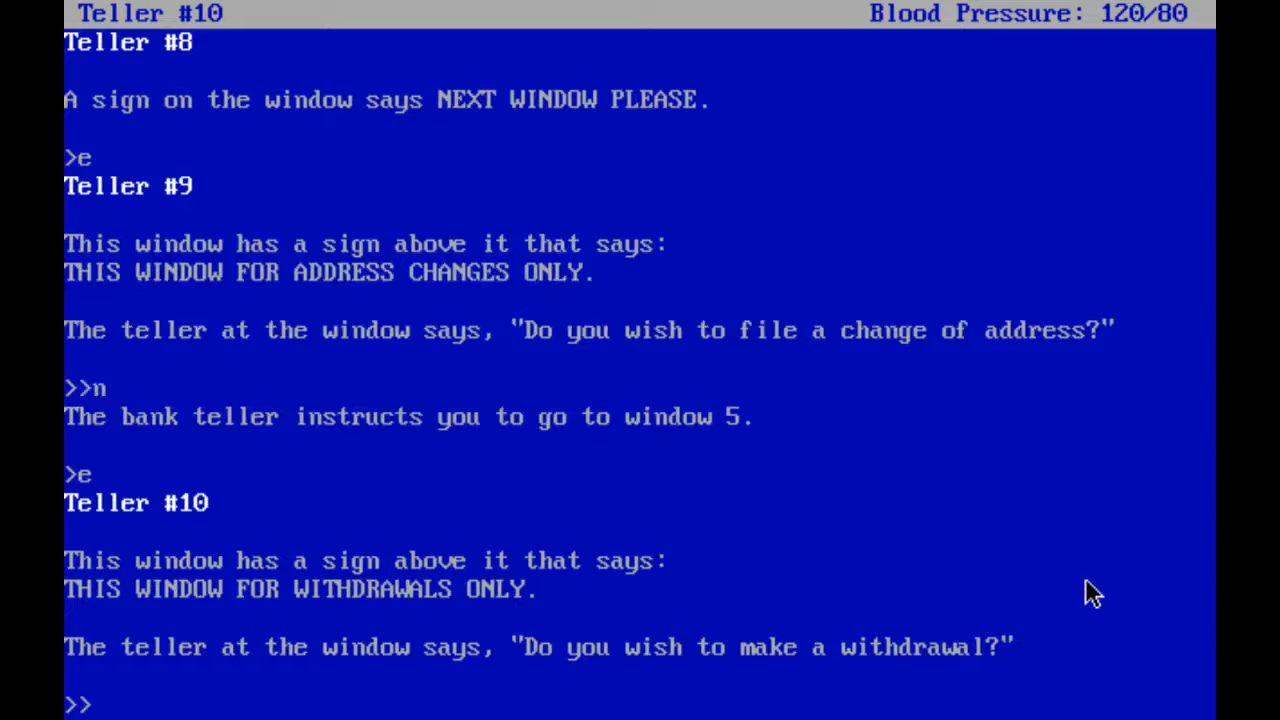 Teller #10 Blood Pressure: 120/80
Teller #8
A sign on the window says NEXT WINDOW PLEASE.
>e
Teller #9
This window has a sign above it that says:
THIS WINDOW FOR ADDRESS CHANGES ONLY.
The teller at the window says, "Do you wish to file a change of address?"
>>n
The bank teller instructs you to go to window 5.
>e
Teller #10
This window has a sign above it that says:
THIS WINDOW FOR WITHDRAWALS ONLY.
The teller at the window says, "Do you wish to make a withdrawal?"
>>